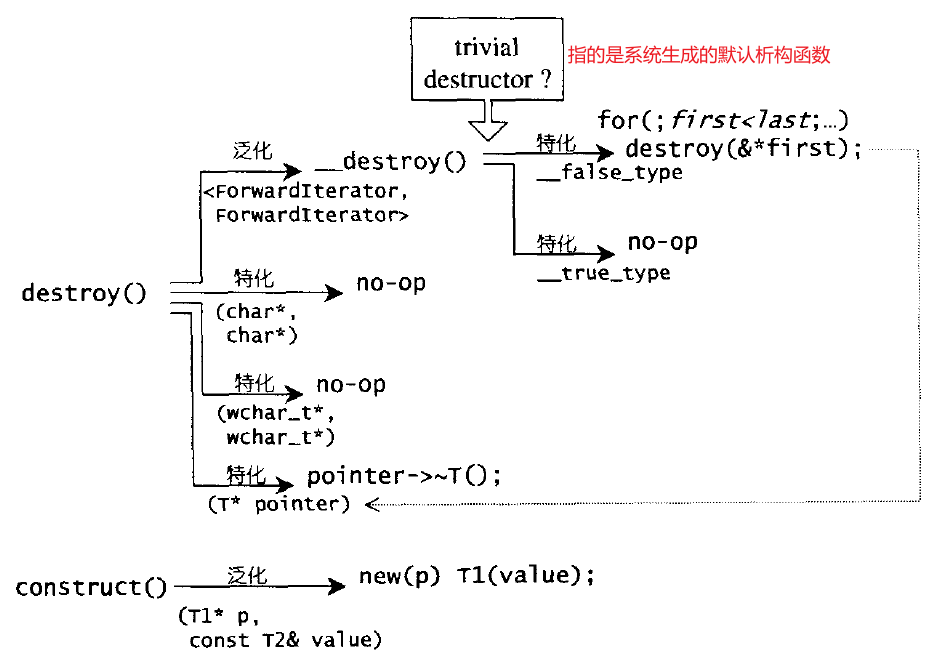 trivial
destructor ?
指的是系统生成的默认析构函数
for(;first<last;…)
泛化
__destroy()
特化
destroy(&*first);
<ForwardIterator,
ForwardIterator>
__false_type
特化
no-op
__true_type
destroy()
特化
no-op
(char*,
char*)
特化
no-op
(wchar_t*,
wchar_t*)
特化
pointer->~T();
(T* pointer)
construct()
泛化
new(p) T1(value);
(T1* p,
const T2& value)